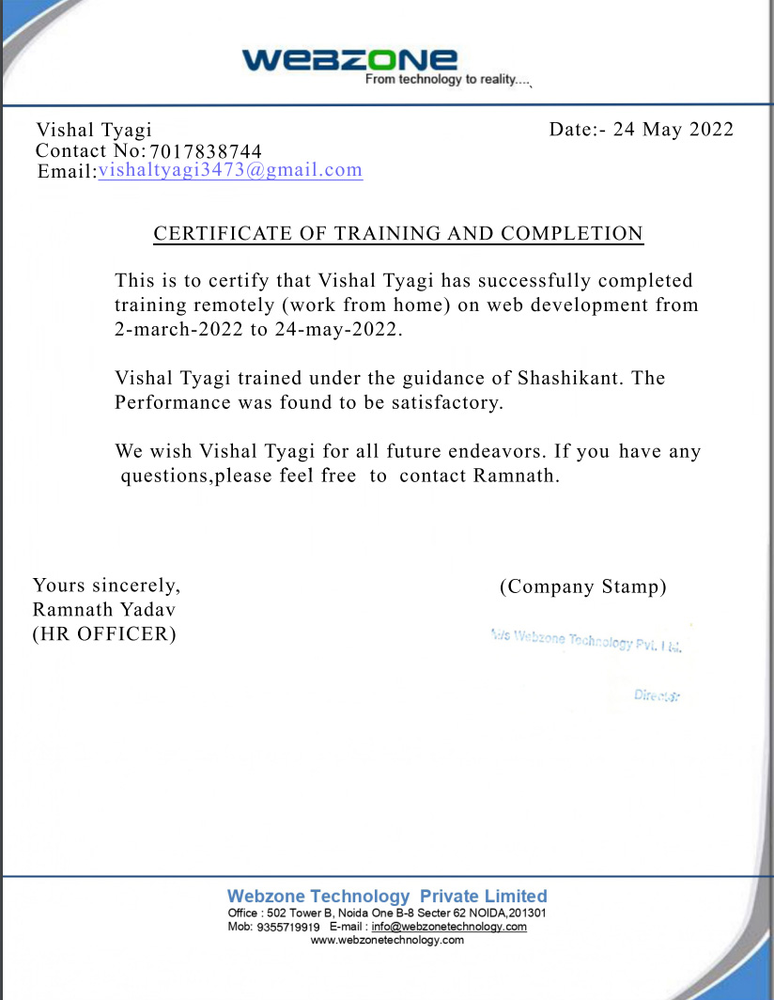 WEBZONE
From technology to reality....
Vishal Tyagi
Date:- 24 May 2022
Contact No: 7017838744
Email:vishaltyagi3473@gmail.com
CERTIFICATE OF TRAINING AND COMPLETION
This is to certify that Vishal Tyagi has successfully completed
training remotely (work from home) on web development from
2-march-2022 to 24-may-2022.
Vishal Tyagi trained under the guidance of Shashikant. The
Performance was found to be satisfactory.
We wish Vishal Tyagi for all future endeavors. If you have any
questions,please feel free to contact Ramnath.
Yours sincerely,
Ramnath Yadav
(HR OFFICER)
(Company Stamp)
M/s Webzone Technology Pvt. Ltd.
Director
Webzone Technology Private Limited
Office : 502 Tower B, Noida One B-8 Secter 62 NOIDA,201301
Mob: 9355719919 E-mail : info@webzonetechnology.com
www.webzonetechnology.com